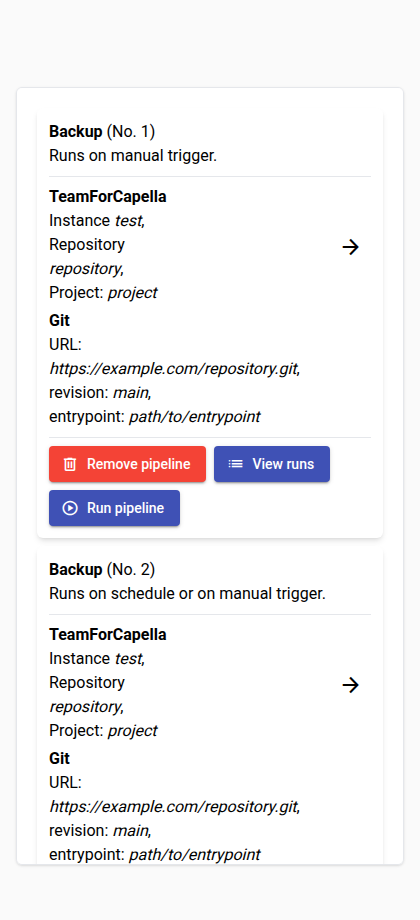 Backup (No. 1)
Runs on manual trigger.
TeamForCapella
Instance test,
Repository
repository,
Project: project
Git
URL:
https://example.com/repository.git,
revision: main,
entrypoint: path/to/entrypoint
Remove pipeline
View runs
Run pipeline
Backup (No. 2)
Runs on schedule or on manual trigger.
TeamForCapella
Instance test,
Repository
repository,
Project: project
Git
URL:
https://example.com/repository.git,
revision: main,
entrypoint: path/to/entrypoint